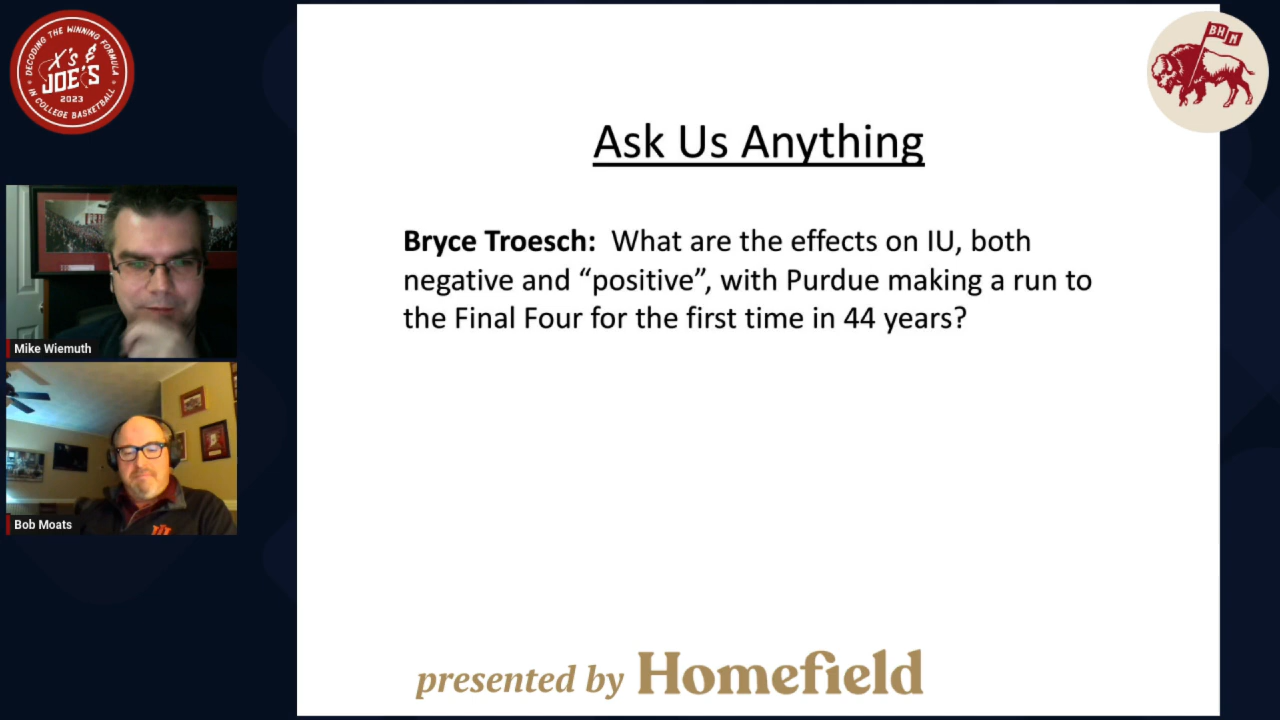 DECODING THE WINNING FORMULA
X's &
JOE'S
2023
IN COLLEGE BASKETBALL
BHM
Ask Us Anything
Bryce Troesch: What are the effects on IU, both
negative and “positive”, with Purdue making a run to
the Final Four for the first time in 44 years?
Mike Wiemuth
Bob Moats
presented by Homefield